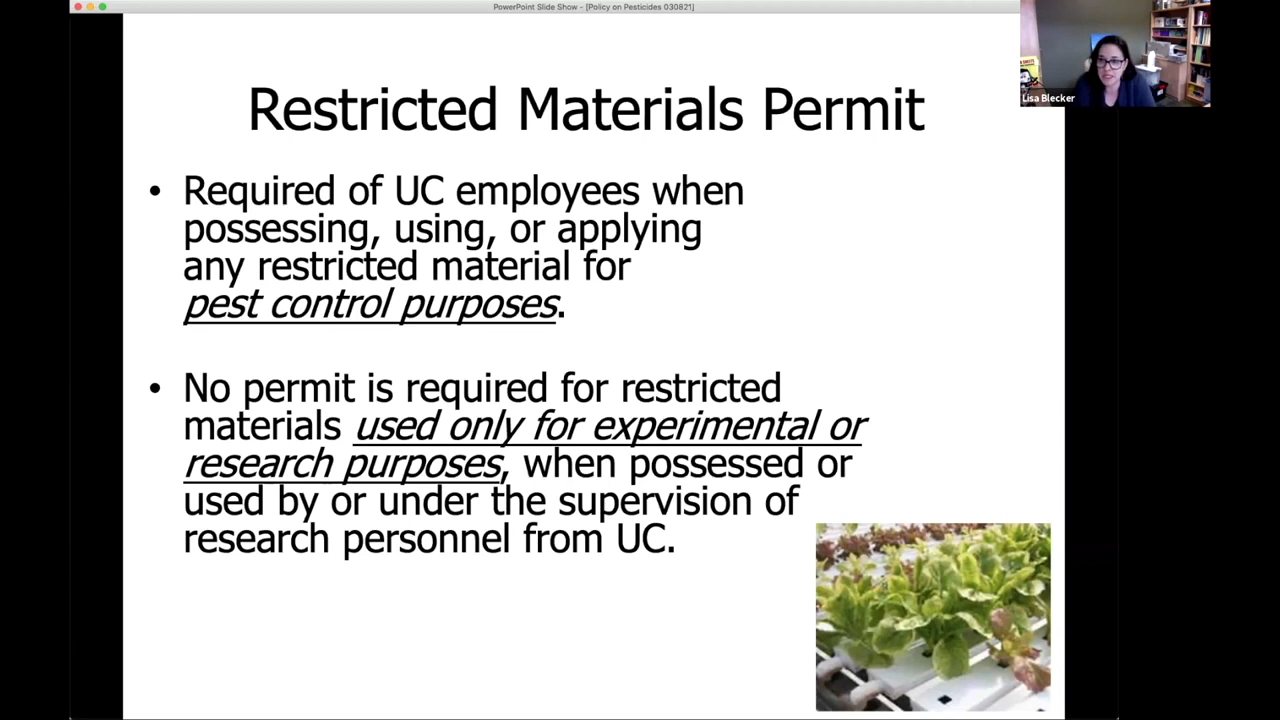 PowerPoint Slide Show - [Policy on Pesticides 030821]
Restricted Materials Permit
• Required of UC employees when
possessing, using, or applying
any restricted material for
pest control purposes.
• No permit is required for restricted
materials used only for experimental or
research purposes, when possessed or
used by or under the supervision of
research personnel from UC.
Lisa Blecker